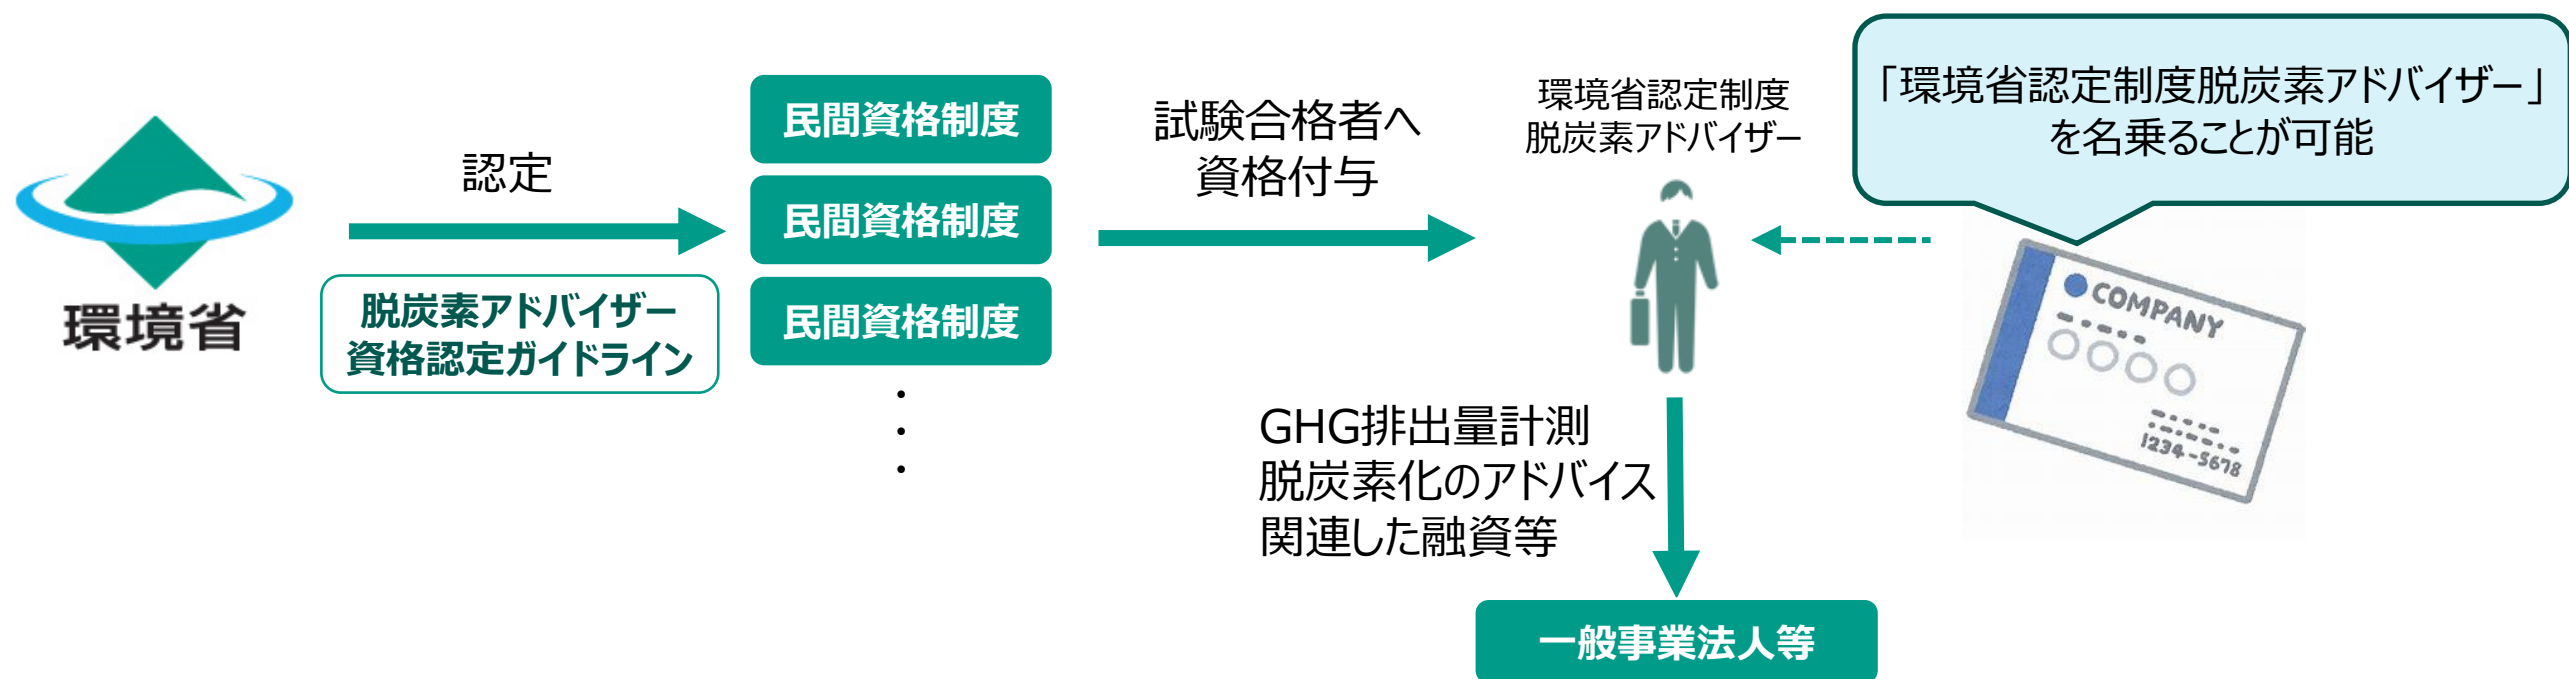 環境省
認定
脱炭素アドバイザー
資格認定ガイドライン
民間資格制度
民間資格制度
民間資格制度
・
・
・
試験合格者へ
資格付与
環境省認定制度
脱炭素アドバイザー
「環境省認定制度脱炭素アドバイザー」
を名乗ることが可能
COMPANY
1234-5678
GHG排出量計測
脱炭素化のアドバイス
関連した融資等
一般事業法人等